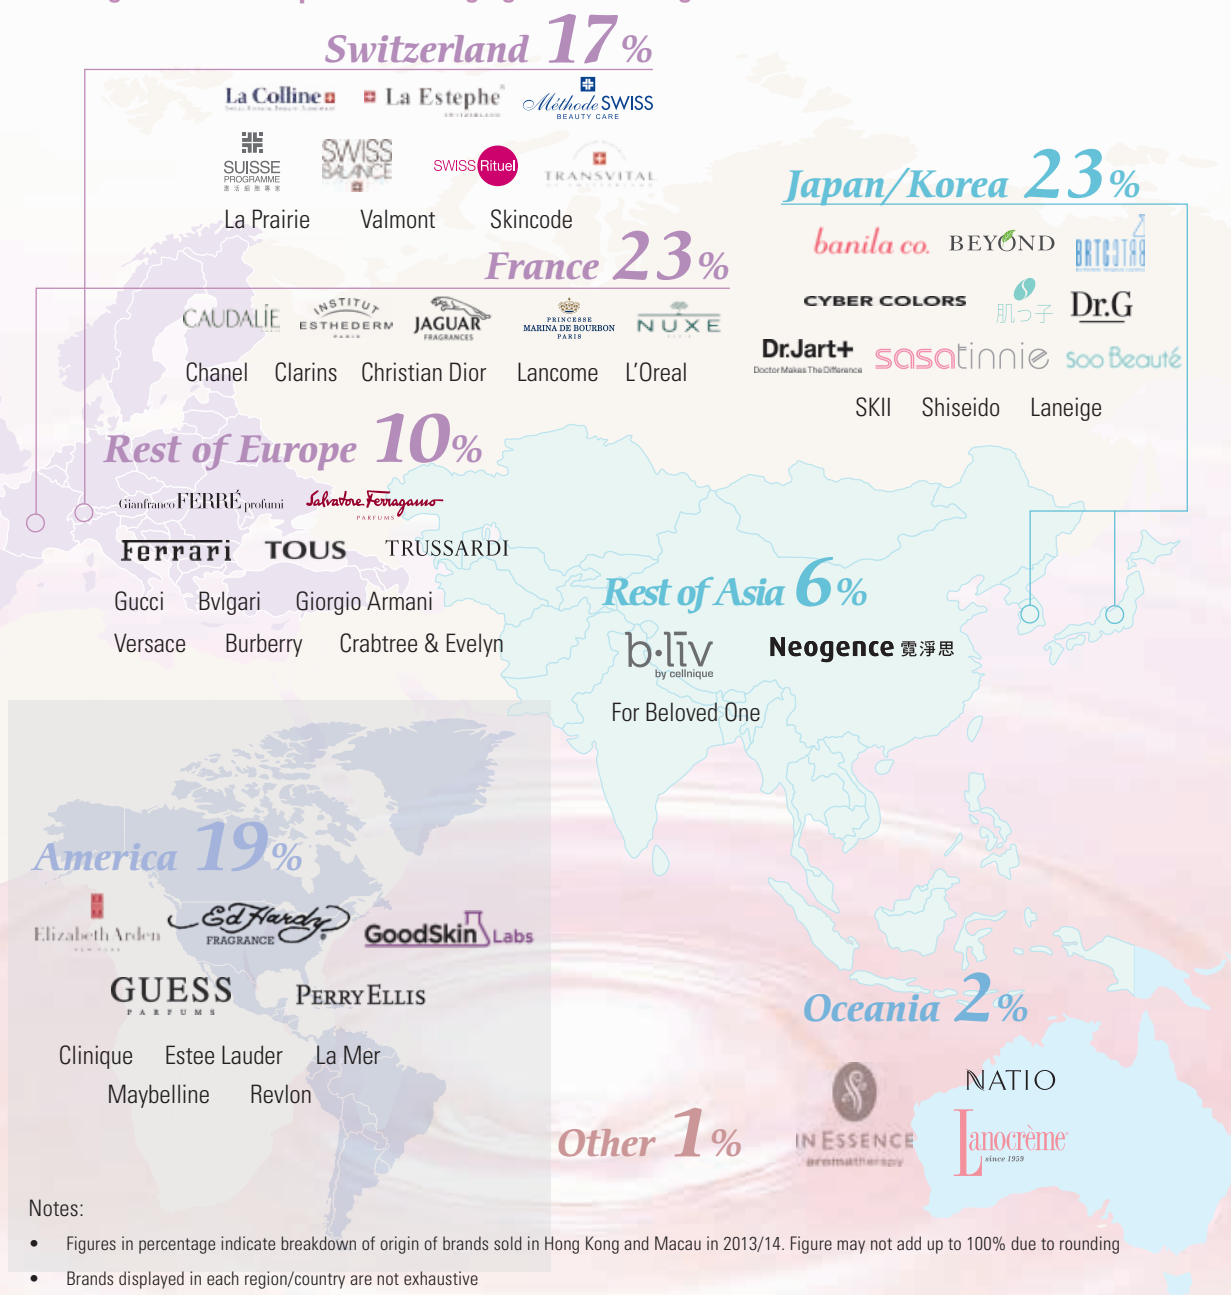 Switzerland 17%
La Colline
La Estephe
SWITZERLAND
Méthode SWISS
BEAUTY CARE
SUISSE
PROGRAMME
SWISS
BALANCE
SWISS Rituel
TRANSVITAL
La Prairie Valmont Skincode
France 23%
CAUDALÍE
INSTITUT
ESTHEDERM
PARIS
JAGUAR
FRAGRANCES
PRINCESSE
MARINA DE BOURBON
PARIS
NUXE
PARIS
Chanel Clarins Christian Dior Lancome L'Oreal
Japan/Korea 23%
banila co. BEYOND
CYBER COLORS 肌っ子 Dr.G
Dr.Jart+
Doctor Makes The Difference
sasatinnie soo Beauté
SKII Shiseido Laneige
Rest of Europe 10%
Gianfranco FERRÉ profumi
Salvatore Ferragamo
PARFUMS
Ferrari TOUS TRUSSARDI
Gucci Bvlgari Giorgio Armani
Versace Burberry Crabtree & Evelyn
Rest of Asia 6%
b·līv
by cellnique
Neogence 霓淨思
For Beloved One
America 19%
Elizabeth Arden
NEW YORK
Ed Hardy
FRAGRANCE
GoodSkin Labs
GUESS
PARFUMS
PERRY ELLIS
Clinique Estee Lauder La Mer
Maybelline Revlon
Oceania 2%
IN ESSENCE
aromatherapy
NATIO
Lanocrème
since 1959
Other 1%
Notes:
• Figures in percentage indicate breakdown of origin of brands sold in Hong Kong and Macau in 2013/14. Figure may not add up to 100% due to rounding
• Brands displayed in each region/country are not exhaustive